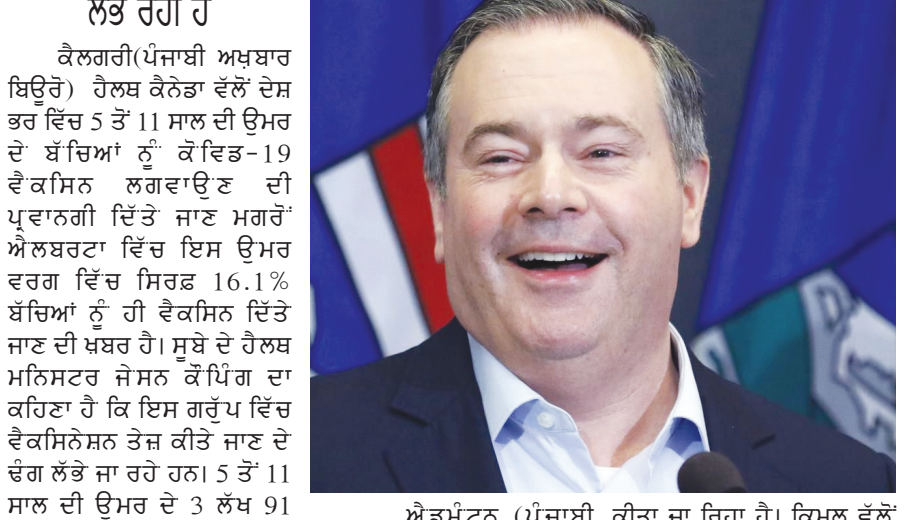 ਲੱਭ ਰਹੀ ਹੈ
ਕੈਲਗਰੀ(ਪੰਜਾਬੀ ਅਖ਼ਬਾਰ
ਬਿਊਰੋ) ਹੈਲਥ ਕੈਨੇਡਾ ਵੱਲੋਂ ਦੇਸ਼
ਭਰ ਵਿੱਚ 5 ਤੋਂ 11 ਸਾਲ ਦੀ ਉਮਰ
ਦੇ ਬੱਚਿਆਂ ਨੂੰ ਕੋਵਿਡ-19
ਵੈਕਸਿਨ ਲਗਵਾਉਣ ਦੀ
ਪ੍ਰਵਾਨਗੀ ਦਿੱਤੇ ਜਾਣ ਮਗਰੋਂ
ਐਲਬਰਟਾ ਵਿੱਚ ਇਸ ਉਮਰ
ਵਰਗ ਵਿੱਚ ਸਿਰਫ਼ 16.1%
ਬੱਚਿਆਂ ਨੂੰ ਹੀ ਵੈਕਸਿਨ ਦਿੱਤੇ
ਜਾਣ ਦੀ ਖ਼ਬਰ ਹੈ। ਸੂਬੇ ਦੇ ਹੈਲਥ
ਮਨਿਸਟਰ ਜੇਸਨ ਕੌਪਿੰਗ ਦਾ
ਕਹਿਣਾ ਹੈ ਕਿ ਇਸ ਗਰੁੱਪ ਵਿੱਚ
ਵੈਕਸਿਨੇਸ਼ਨ ਤੇਜ਼ ਕੀਤੇ ਜਾਣ ਦੇ
ਢੰਗ ਲੱਭੇ ਜਾ ਰਹੇ ਹਨ। 5 ਤੋਂ 11
ਸਾਲ ਦੀ ਉਮਰ ਦੇ 3 ਲੱਖ 91
ਐਡਮੰਟਨ (ਪੰਜਾਬੀ ਕੀਤਾ ਜਾ ਰਿਹਾ ਹੈ। ਕਿਮਲ ਵੱਲੋਂ